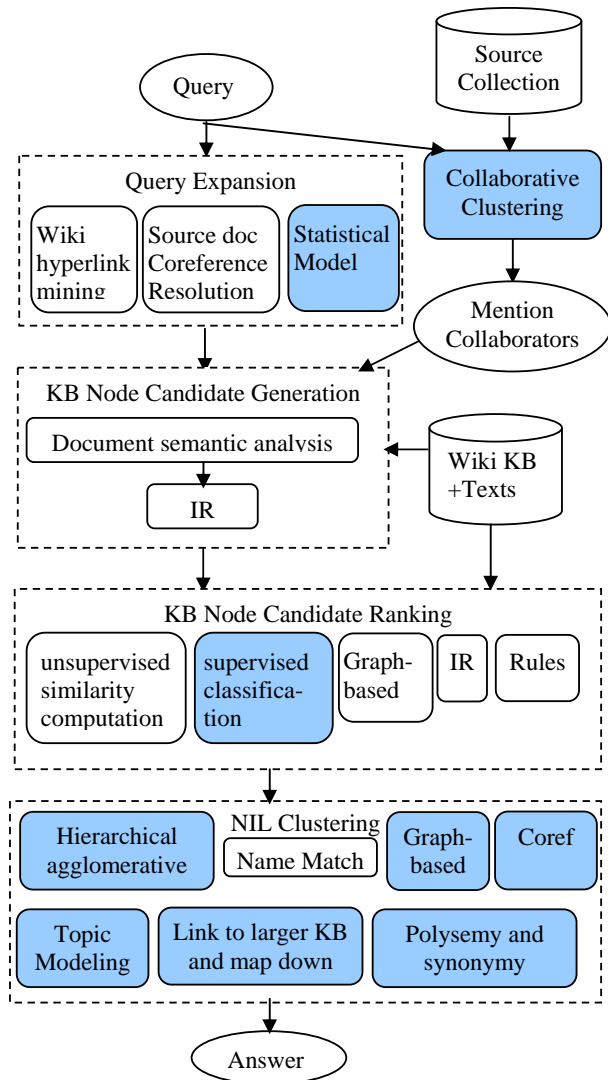 Source
Collection
Query
Query Expansion
Collaborative
Clustering
Wiki
hyperlink
mining
Source doc
Coreference
Resolution
Statistical
Model
Mention
Collaborators
KB Node Candidate Generation
Document semantic analysis
IR
Wiki KB
+Texts
KB Node Candidate Ranking
unsupervised
similarity
computation
supervised
classifica-
tion
Graph-
based
IR
Rules
NIL Clustering
Hierarchical
agglomerative
Name Match
Graph-
based
Coref
Topic
Modeling
Link to larger KB
and map down
Polysemy and
synonymy
Answer